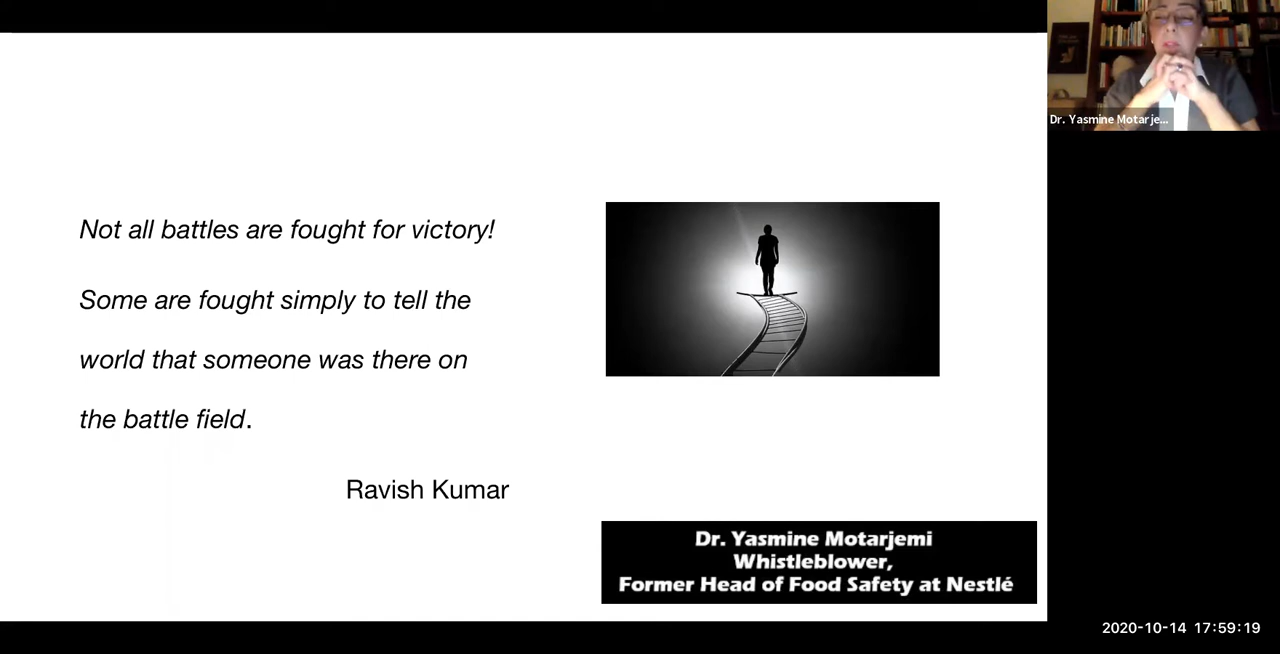 Dr. Yasmine Motarje...
Not all battles are fought for victory!
Some are fought simply to tell the
world that someone was there on
the battle field.
Ravish Kumar
Dr. Yasmine Motarjemi
Whistleblower,
Former Head of Food Safety at Nestlé
2020-10-14 17:59:19